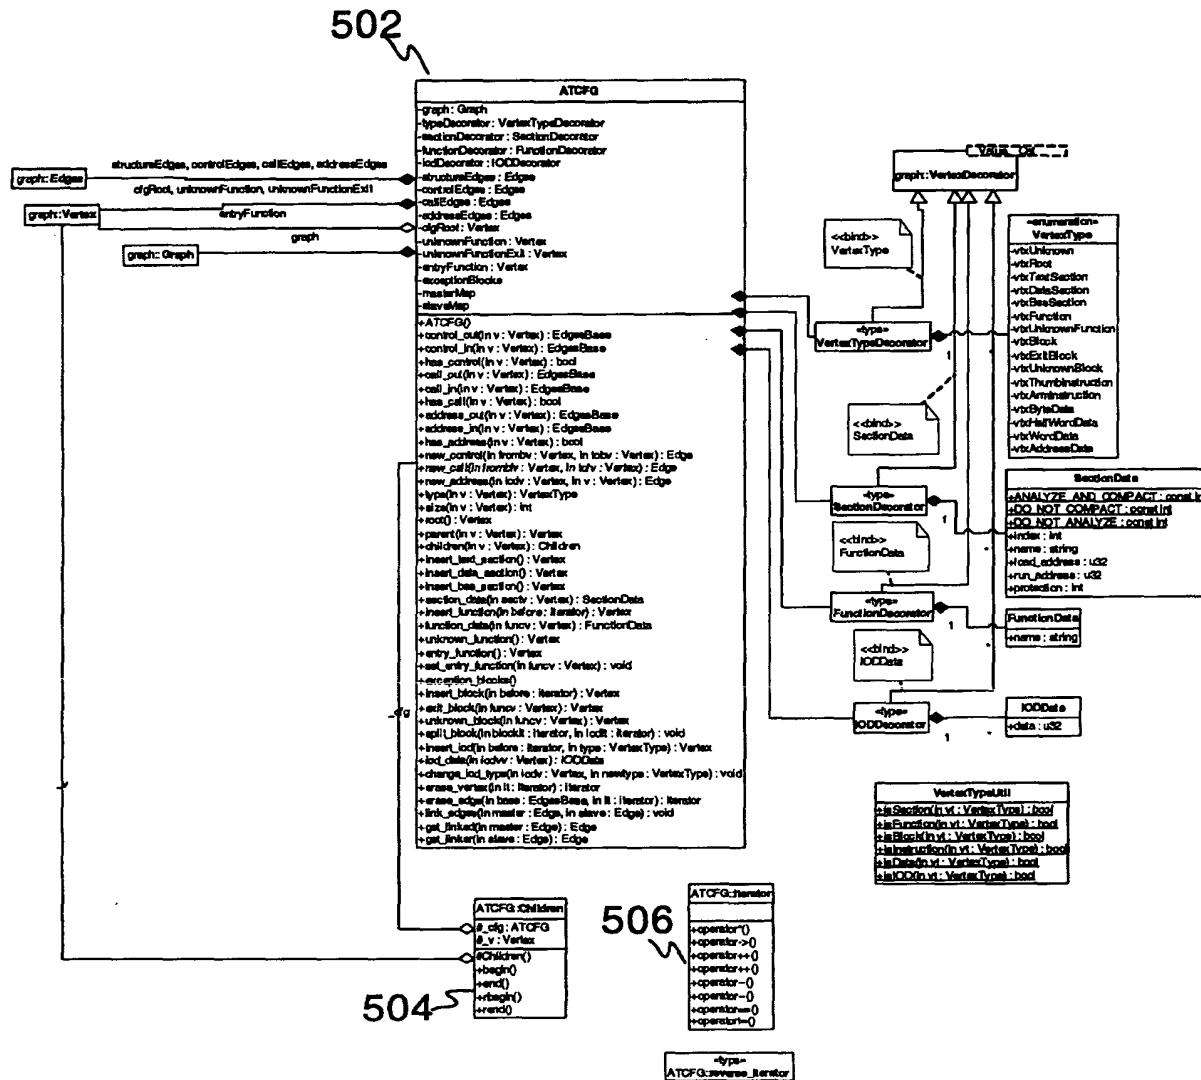 502
ATCFG
-graph : Graph
-typeDecorator : VertexTypeDecorator
-sectionDecorator : SectionDecorator
-functionDecorator : FunctionDecorator
-iodDecorator : IODDecorator
-structureEdges : Edges
-controlEdges : Edges
-callEdges : Edges
-addressEdges : Edges
-cfgRoot : Vertex
-unknownFunction : Vertex
-unknownFunctionExit : Vertex
-entryFunction : Vertex
-exceptionBlocks
-masterMap
-slaveMap
+ATCFG()
+control_out(in v : Vertex) : EdgesBase
+control_in(in v : Vertex) : EdgesBase
+has_control(in v : Vertex) : bool
+call_out(in v : Vertex) : EdgesBase
+call_in(in v : Vertex) : EdgesBase
+has_call(in v : Vertex) : bool
+address_out(in v : Vertex) : EdgesBase
+address_in(in v : Vertex) : EdgesBase
+has_address(in v : Vertex) : bool
+new_control(in frombv : Vertex, in tobv : Vertex) : Edge
+new_call(in frombv : Vertex, in tofv : Vertex) : Edge
+new_address(in iodv : Vertex, in v : Vertex) : Edge
+type(in v : Vertex) : VertexType
+size(in v : Vertex) : int
+root() : Vertex
+parent(in v : Vertex) : Vertex
+children(in v : Vertex) : Children
+insert_text_section() : Vertex
+insert_data_section() : Vertex
+insert_bss_section() : Vertex
+section_data(in sectv : Vertex) : SectionData
+insert_function(in before : iterator) : Vertex
+function_data(in funcv : Vertex) : FunctionData
+unknown_function() : Vertex
+entry_function() : Vertex
+set_entry_function(in funcv : Vertex) : void
+exception_blocks()
+insert_block(in before : iterator) : Vertex
+exit_block(in funcv : Vertex) : Vertex
+unknown_block(in funcv : Vertex) : Vertex
+split_block(in blockit : iterator, in iodit : iterator) : void
+insert_iod(in before : iterator, in type : VertexType) : Vertex
+iod_data(in iodvv : Vertex) : IODData
+change_iod_type(in iodv : Vertex, in newtype : VertexType) : void
+erase_vertex(in it : iterator) : iterator
+erase_edge(in base : EdgesBase, in it : iterator) : iterator
+link_edges(in master : Edge, in slave : Edge) : void
+get_linked(in master : Edge) : Edge
+get_linker(in slave : Edge) : Edge
structureEdges, controlEdges, callEdges, addressEdges
graph::Edges
cfgRoot, unknownFunction, unknownFunctionExit
graph::Vertex
entryFunction
graph
graph::Graph
_cfg
_v
graph::VertexDecorator
<<bind>>
VertexType
«enumeration»
VertexType
-vtxUnknown
-vtxRoot
-vtxTextSection
-vtxDataSection
-vtxBssSection
-vtxFunction
-vtxUnknownFunction
-vtxBlock
-vtxExitBlock
-vtxUnknownBlock
-vtxThumbInstruction
-vtxArmInstruction
-vtxByteData
-vtxHalfWordData
-vtxWordData
-vtxAddressData
«type»
VertexTypeDecorator
1
<<bind>>
SectionData
«type»
SectionDecorator
1
SectionData
+ANALYZE_AND_COMPACT : const int
+DO_NOT_COMPACT : const int
+DO_NOT_ANALYZE : const int
+index : int
+name : string
+load_address : u32
+run_address : u32
+protection : int
<<bind>>
FunctionData
«type»
FunctionDecorator
1
FunctionData
+name : string
<<bind>>
IODData
«type»
IODDecorator
1
IODData
+data : u32
VertexTypeUtil
+isSection(in vt : VertexType) : bool
+isFunction(in vt : VertexType) : bool
+isBlock(in vt : VertexType) : bool
+isInstruction(in vt : VertexType) : bool
+isData(in vt : VertexType) : bool
+isIOD(in vt : VertexType) : bool
ATCFG::Children
#_cfg : ATCFG
#_v : Vertex
#Children()
+begin()
+end()
+rbegin()
+rend()
504
506
ATCFG::iterator
+operator*()
+operator->()
+operator++()
+operator++()
+operator--()
+operator--()
+operator==()
+operator!=()
«type»
ATCFG::reverse_iterator